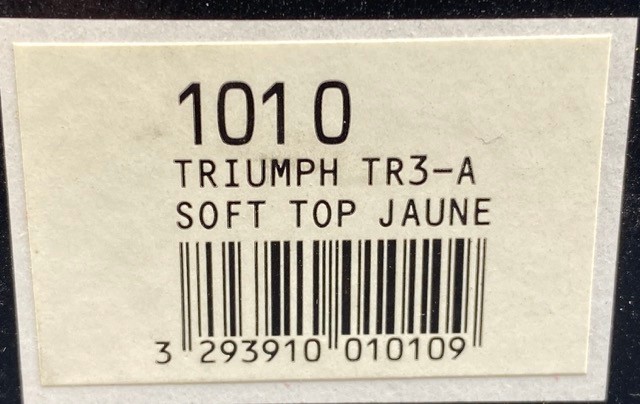 1010
TRIUMPH TR3-A
SOFT TOP JAUNE
3 293910 010109